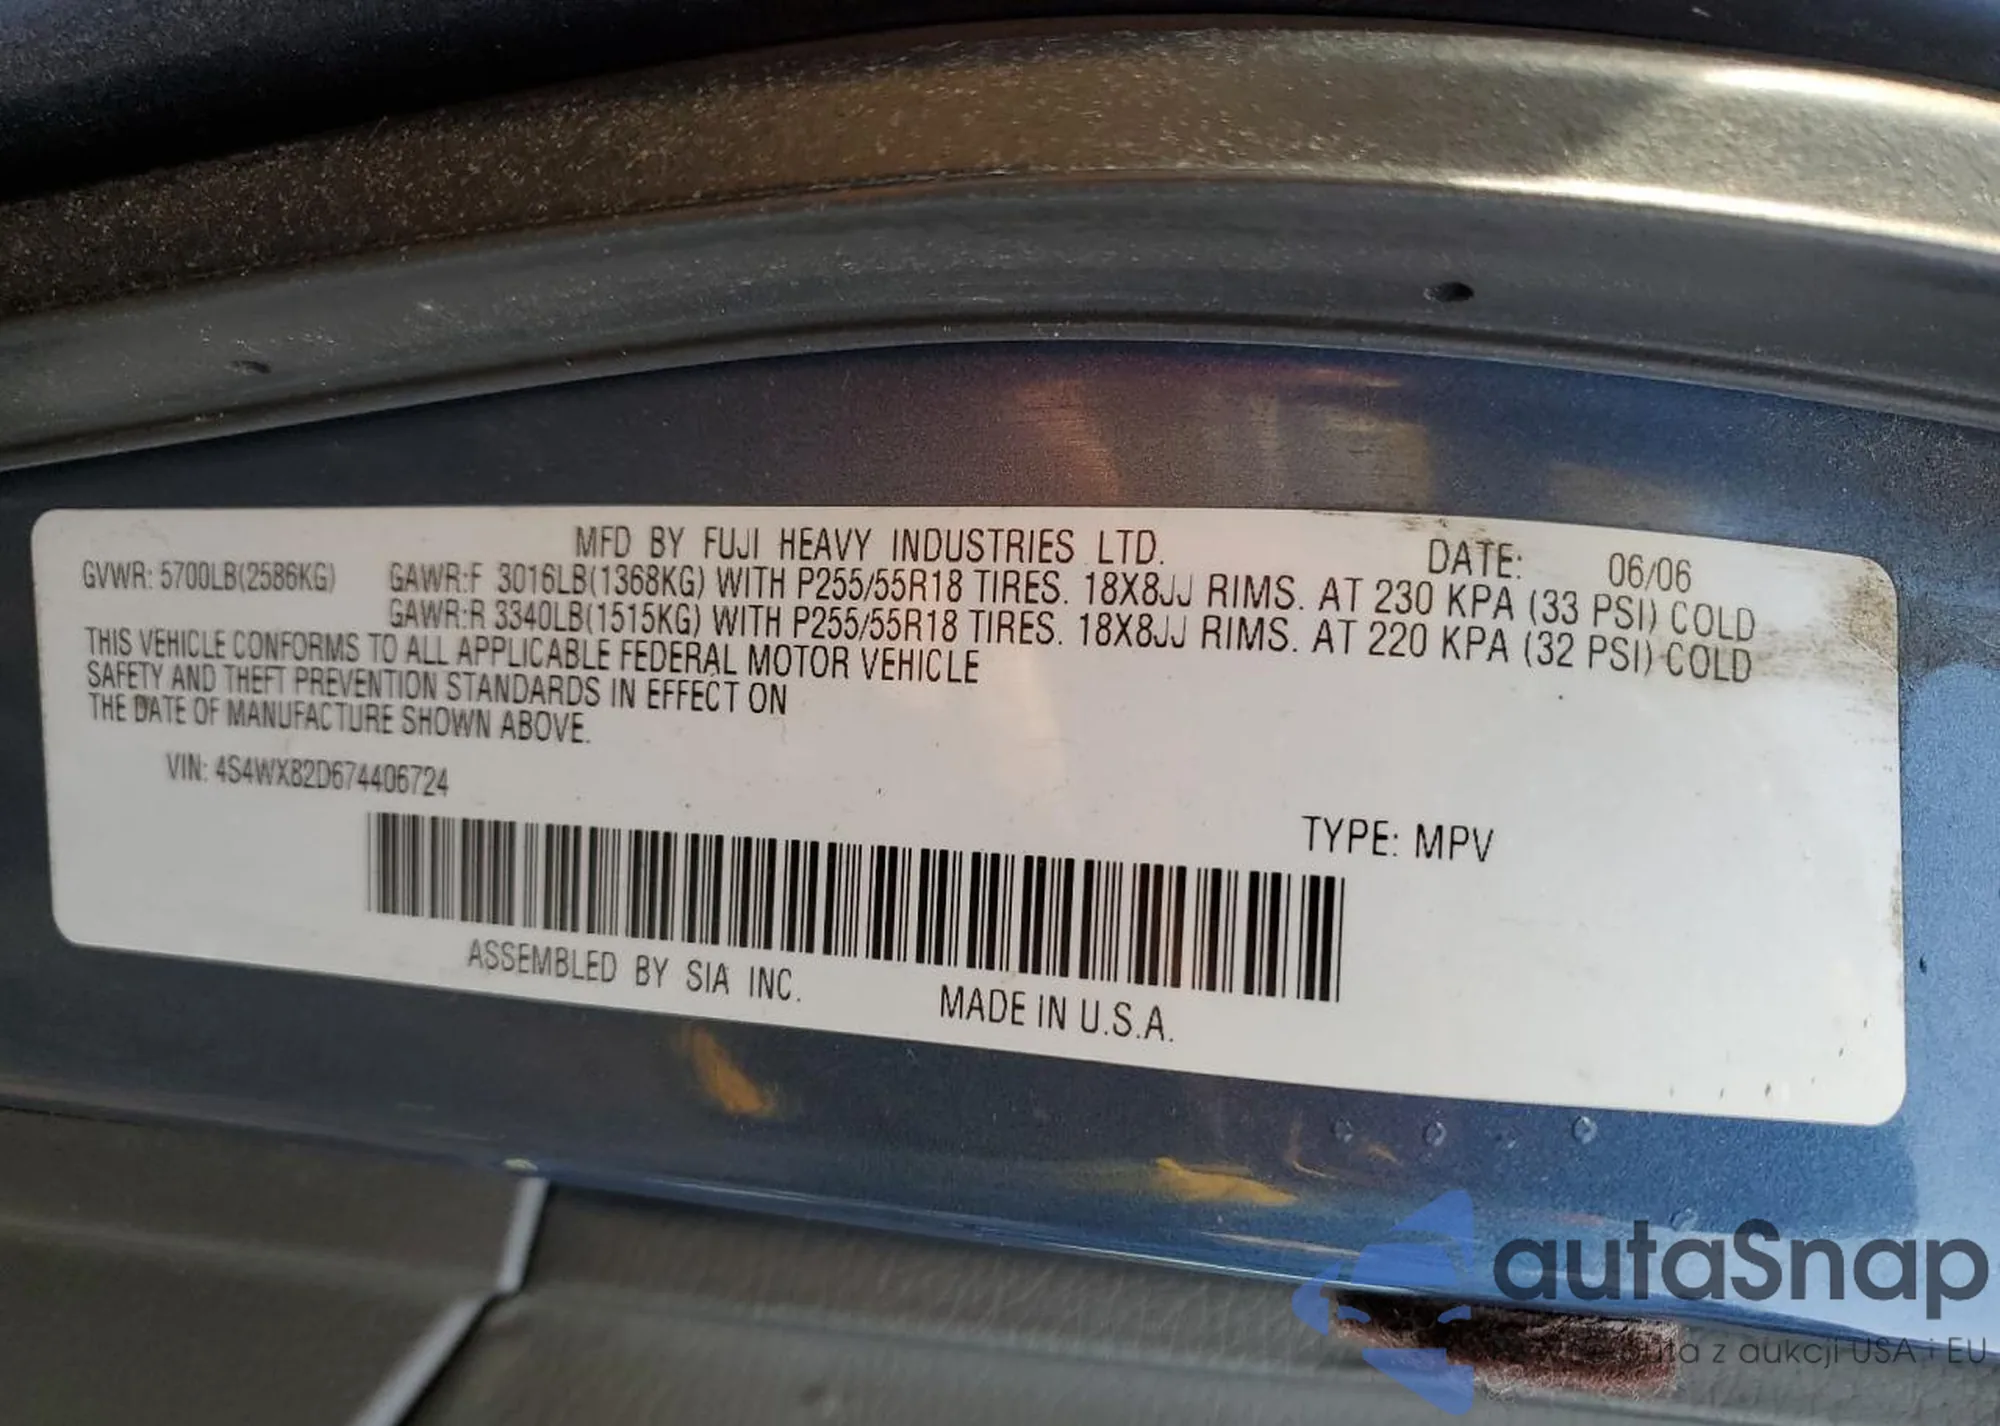 MFD BY FUJI HEAVY INDUSTRIES LTD. DATE: 06/06
GVWR: 5700LB(2586KG) GAWR:F 3016LB(1368KG) WITH P255/55R18 TIRES. 18X8JJ RIMS. AT 230 KPA (33 PSI) COLD
GAWR:R 3340LB(1515KG) WITH P255/55R18 TIRES. 18X8JJ RIMS. AT 220 KPA (32 PSI) COLD
THIS VEHICLE CONFORMS TO ALL APPLICABLE FEDERAL MOTOR VEHICLE
SAFETY AND THEFT PREVENTION STANDARDS IN EFFECT ON
THE DATE OF MANUFACTURE SHOWN ABOVE.
VIN: 4S4WX82D674406724
TYPE: MPV
ASSEMBLED BY SIA INC. MADE IN U.S.A.
autaSnap
auta z aukcji USA i EU